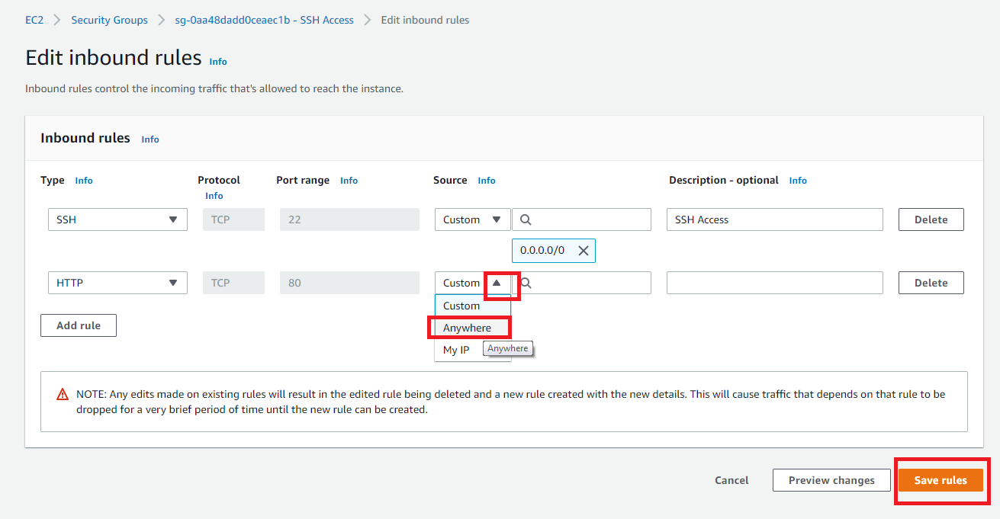 EC2 > Security Groups > sg-0aa48dadd0ceaec1b - SSH Access > Edit inbound rules
Edit inbound rules Info
Inbound rules control the incoming traffic that's allowed to reach the instance.
Inbound rules Info
Type Info Protocol Info Port range Info Source Info Description - optional Info
SSH TCP 22 Custom SSH Access Delete
0.0.0.0/0
HTTP TCP 80 Custom Delete
Custom
Anywhere
My IP Anywhere
Add rule
NOTE: Any edits made on existing rules will result in the edited rule being deleted and a new rule created with the new details. This will cause traffic that depends on that rule to be
dropped for a very brief period of time until the new rule can be created.
Cancel Preview changes Save rules